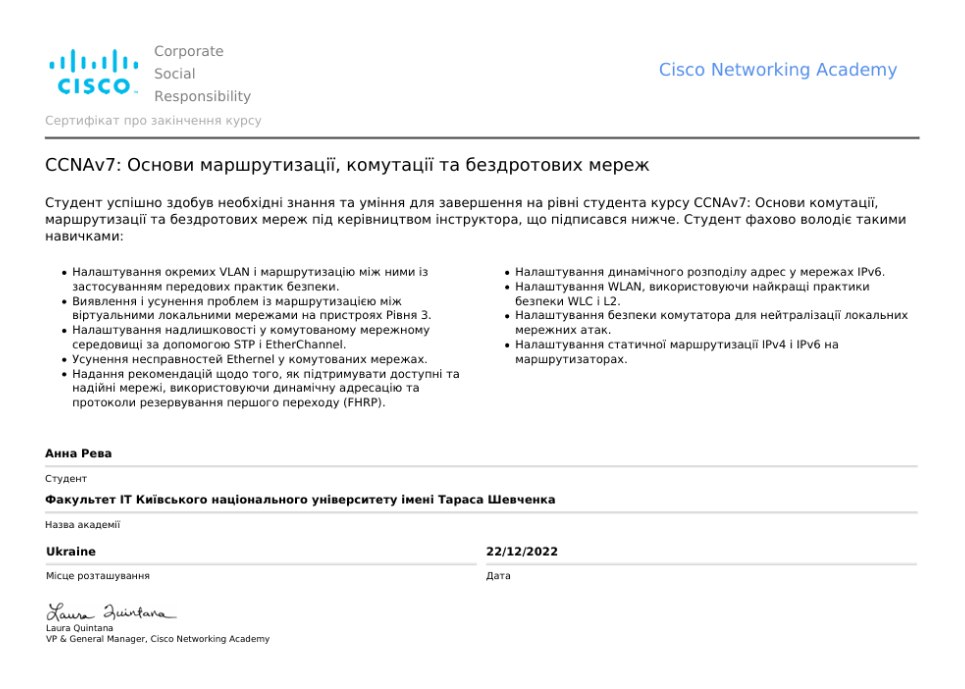 CISCO
Corporate
Social
Responsibility
Cisco Networking Academy
Сертифікат про закінчення курсу
CCNAv7: Основи маршрутизації, комутації та бездротових мереж
Студент успішно здобув необхідні знання та уміння для завершення на рівні студента курсу CCNAv7: Основи комутації,
маршрутизації та бездротових мереж під керівництвом інструктора, що підписався нижче. Студент фахово володіє такими
навичками:
• Налаштування окремих VLAN і маршрутизацію між ними із
застосуванням передових практик безпеки.
• Виявлення і усунення проблем із маршрутизацією між
віртуальними локальними мережами на пристроях Рівня 3.
• Налаштування надлишковості у комутованому мережному
середовищі за допомогою STP і EtherChannel.
• Усунення несправностей Ethernet у комутованих мережах.
• Надання рекомендацій щодо того, як підтримувати доступні та
надійні мережі, використовуючи динамічну адресацію та
протоколи резервування першого переходу (FHRP).
• Налаштування динамічного розподілу адрес у мережах IPv6.
• Налаштування WLAN, використовуючи найкращі практики
безпеки WLC і L2.
• Налаштування безпеки комутатора для нейтралізації локальних
мережних атак.
• Налаштування статичної маршрутизації IPv4 і IPv6 на
маршрутизаторах.
Анна Рева
Студент
Факультет ІТ Київського національного університету імені Тараса Шевченка
Назва академії
Ukraine
Місце розташування
22/12/2022
Дата
Laura Quintana
Laura Quintana
VP & General Manager, Cisco Networking Academy